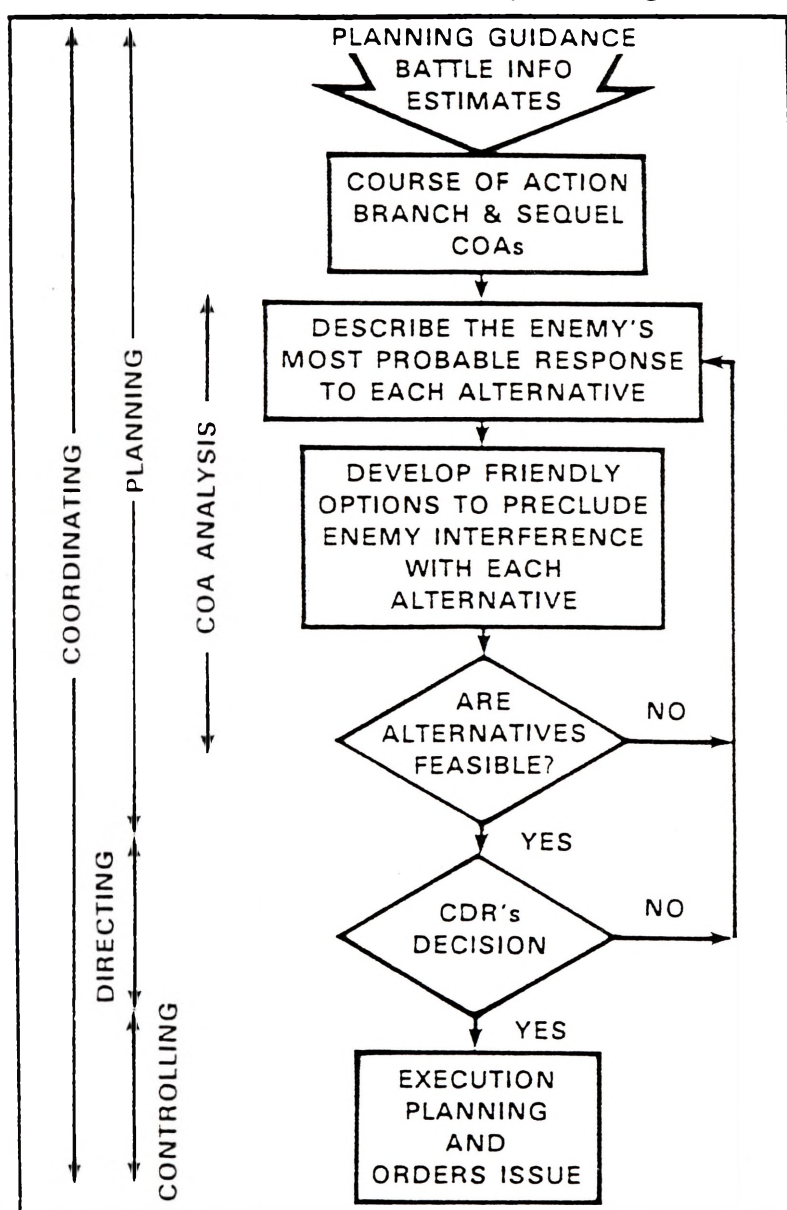 PLANNING GUIDANCE
BATTLE INFO
ESTIMATES
COURSE OF ACTION
BRANCH & SEQUEL
COAs
DESCRIBE THE ENEMY'S
MOST PROBABLE RESPONSE
TO EACH ALTERNATIVE
DEVELOP FRIENDLY
OPTIONS TO PRECLUDE
ENEMY INTERFERENCE
WITH EACH
ALTERNATIVE
ARE
ALTERNATIVES
FEASIBLE?
NO
YES
CDR's
DECISION
NO
YES
EXECUTION
PLANNING
AND
ORDERS ISSUE
COORDINATING
PLANNING
COA ANALYSIS
DIRECTING
CONTROLLING